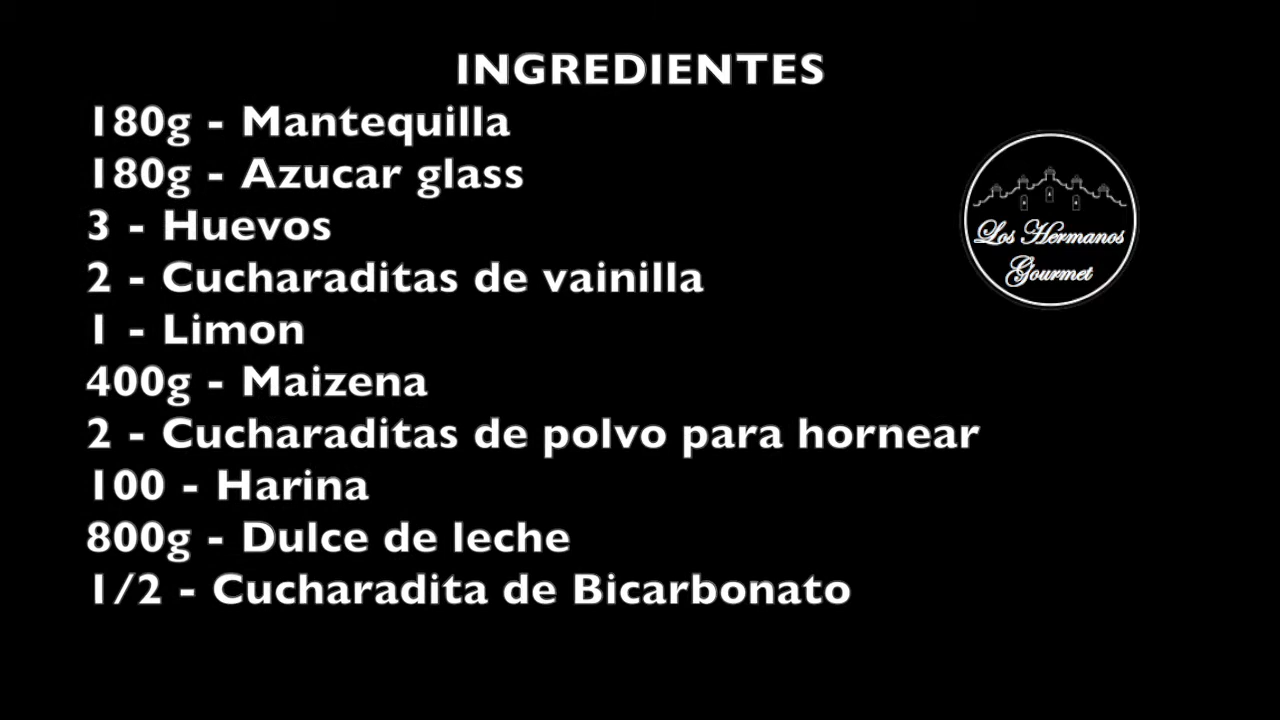 INGREDIENTES
180g - Mantequilla
180g - Azucar glass
3 - Huevos
2 - Cucharaditas de vainilla
1 - Limon
400g - Maizena
2 - Cucharaditas de polvo para hornear
100 - Harina
800g - Dulce de leche
1/2 - Cucharadita de Bicarbonato
Los Hermanos
Gourmet